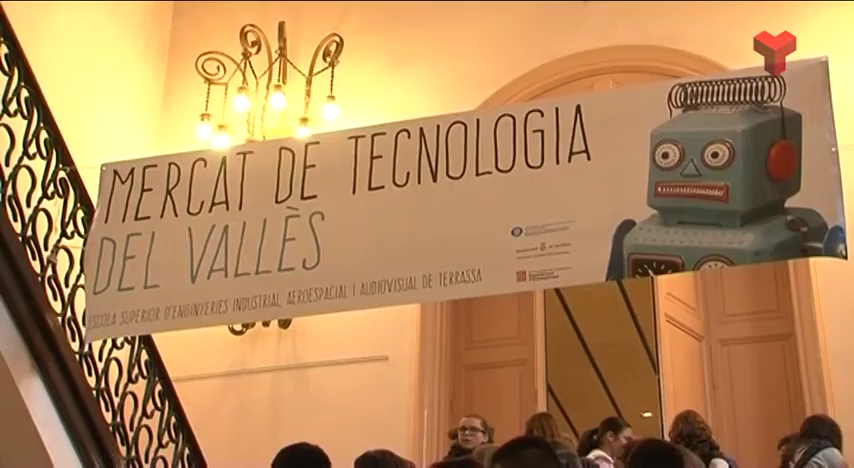 MERCAT DE TECNOLOGIA
DEL VALLÈS
ESCOLA SUPERIOR D'ENGINYERIES INDUSTRIAL, AEROESPACIAL I AUDIOVISUAL DE TERRASSA